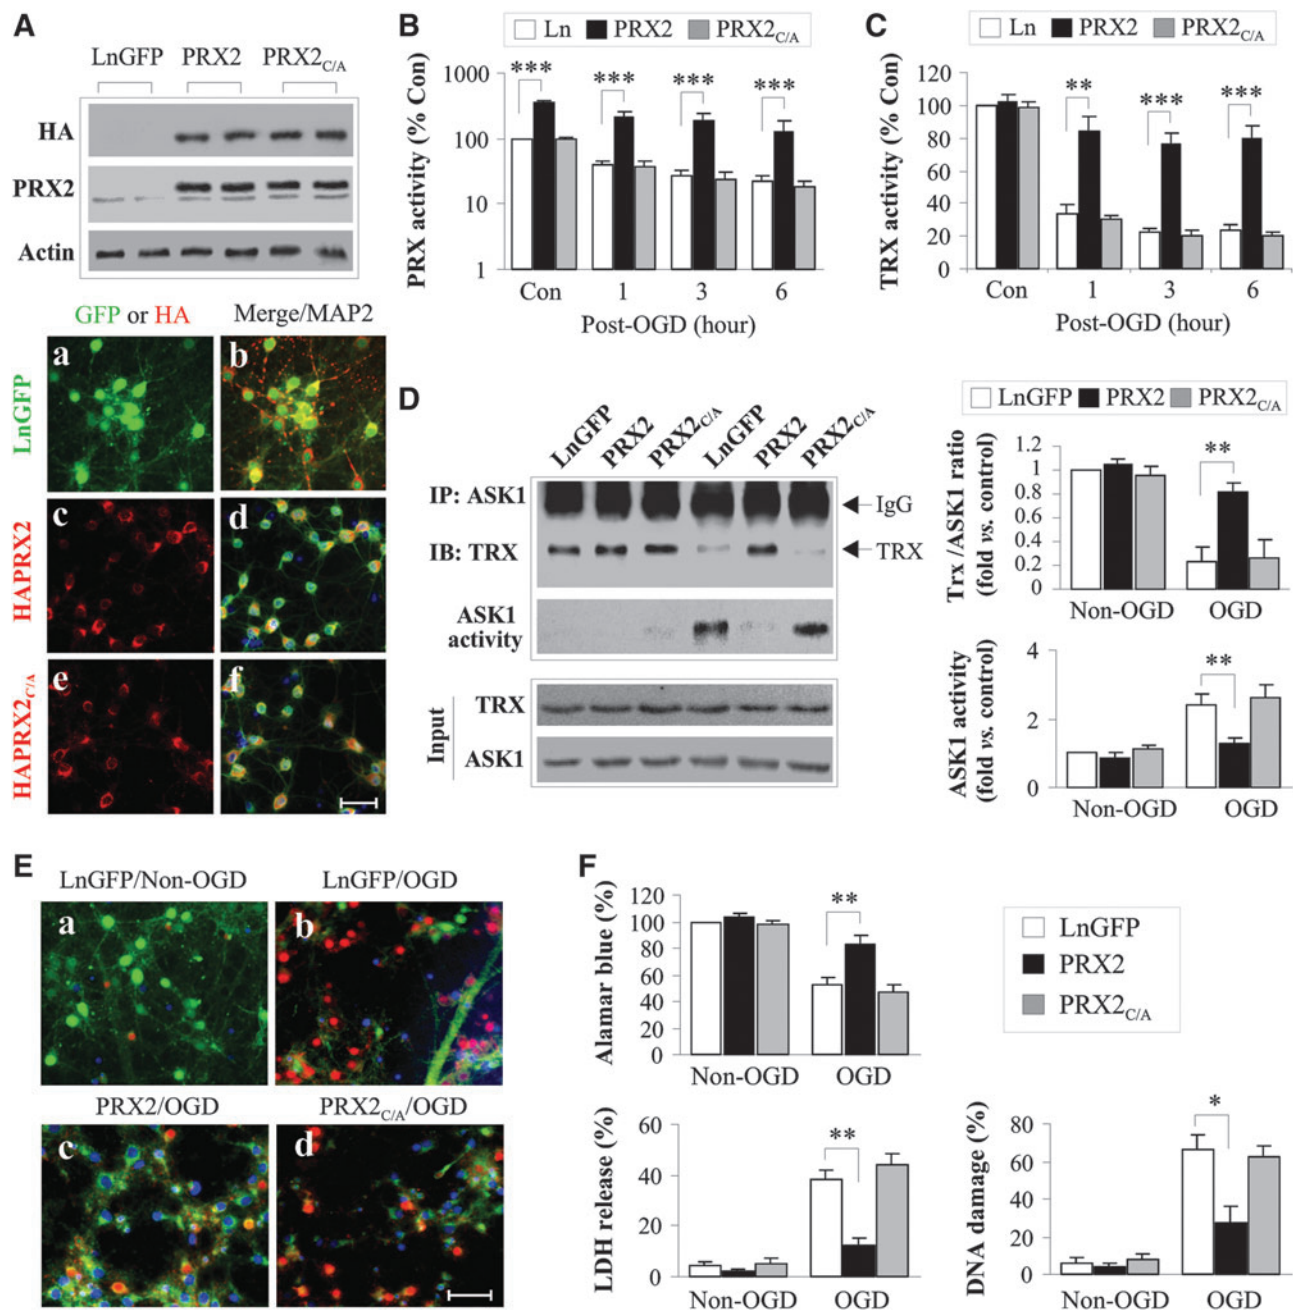 A
LnGFP PRX2 PRX2C/A
HA
PRX2
Actin
GFP or HA Merge/MAP2
LnGFP
a b
HAPRX2
c d
HAPRX2C/A
e f
B
Ln PRX2 PRX2C/A
PRX activity (% Con)
1000
100
10
1
*** *** *** ***
Con 1 3 6
Post-OGD (hour)
C
Ln PRX2 PRX2C/A
TRX activity (% Con)
120
100
80
60
40
20
0
** *** ***
Con 1 3 6
Post-OGD (hour)
D
LnGFP PRX2 PRX2C/A LnGFP PRX2 PRX2C/A
IP: ASK1
IgG
IB: TRX
TRX
ASK1
activity
Input
TRX
ASK1
LnGFP PRX2 PRX2C/A
Trx /ASK1 ratio
(fold vs. control)
1.2
1
0.8
0.6
0.4
0.2
0
**
Non-OGD OGD
ASK1 activity
(fold vs. control)
4
2
0
**
Non-OGD OGD
E
LnGFP/Non-OGD LnGFP/OGD
a b
PRX2/OGD PRX2C/A/OGD
c d
F
Alamar blue (%)
120
100
80
60
40
20
0
**
Non-OGD OGD
LnGFP
PRX2
PRX2C/A
LDH release (%)
60
40
20
0
**
Non-OGD OGD
DNA damage (%)
80
60
40
20
0
*
Non-OGD OGD